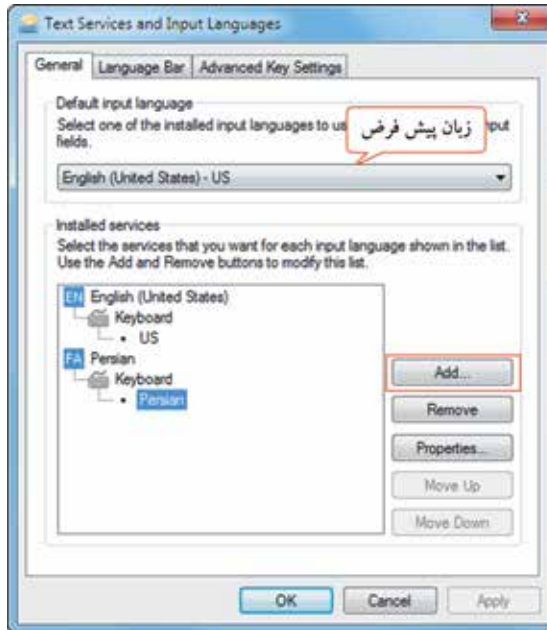 Text Services and Input Languages
General
Language Bar
Advanced Key Settings
Default input language
Select one of the installed input languages to us
put
fields.
زبان پیش فرض
English (United States) - US
Installed services
Select the services that you want for each input language shown in the list.
Use the Add and Remove buttons to modify this list.
EN English (United States)
Keyboard
• US
FA Persian
Keyboard
• Persian
Add...
Remove
Properties...
Move Up
Move Down
OK
Cancel
Apply